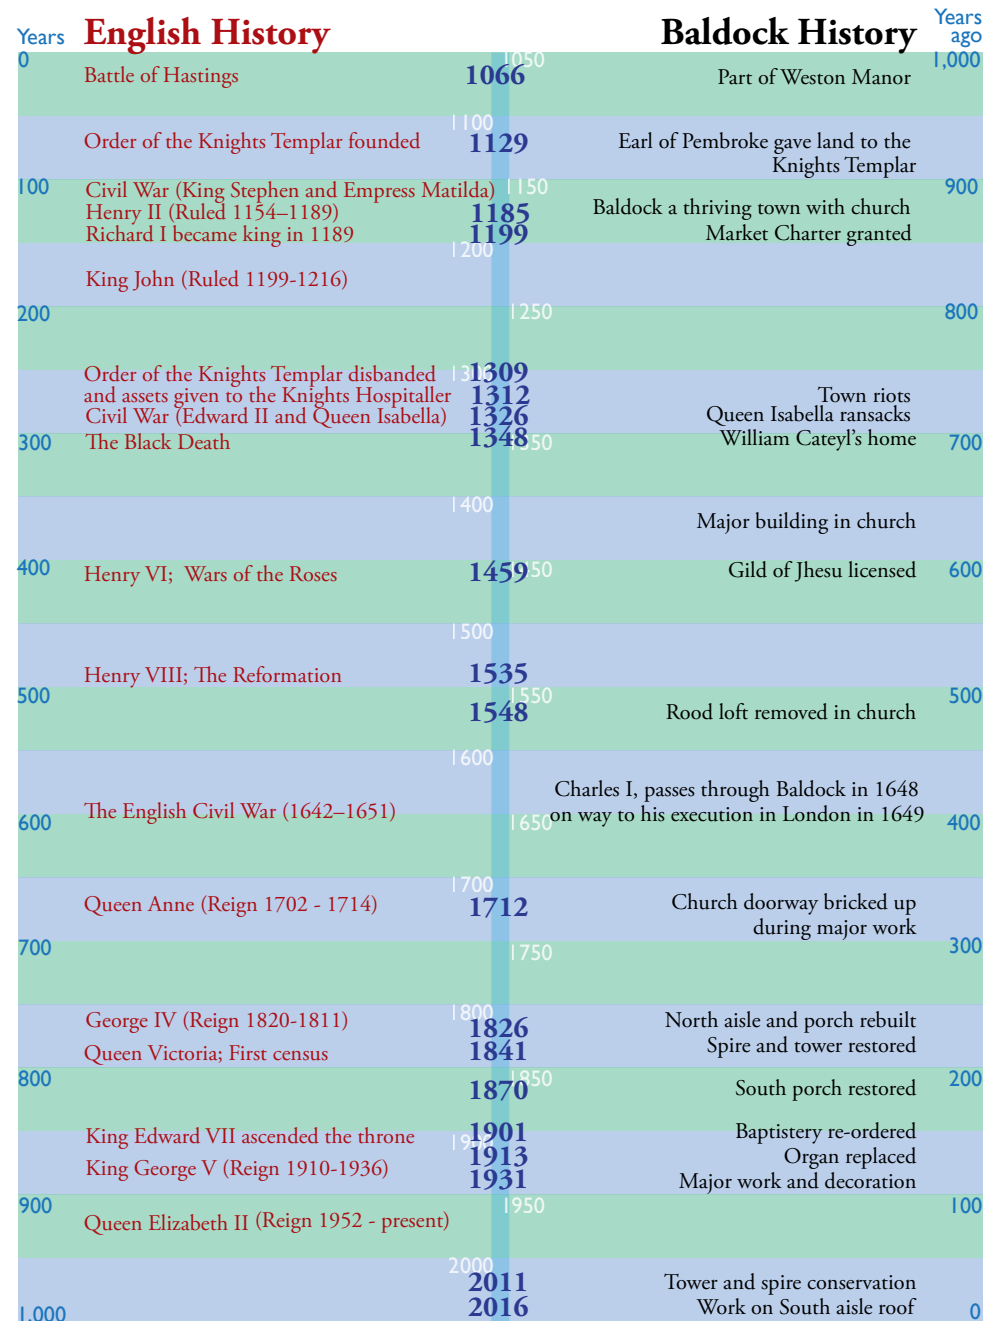 Years English History Baldock History Years ago
0 1050 1,000
Battle of Hastings 1066 Part of Weston Manor
1100
Order of the Knights Templar founded 1129 Earl of Pembroke gave land to the
Knights Templar
100 Civil War (King Stephen and Empress Matilda) 1150 900
Henry II (Ruled 1154–1189) 1185 Baldock a thriving town with church
Richard I became king in 1189 1199 Market Charter granted
1200
King John (Ruled 1199-1216)
200 1250 800
Order of the Knights Templar disbanded 1300 1309
and assets given to the Knights Hospitaller 1312 Town riots
Civil War (Edward II and Queen Isabella) 1326 Queen Isabella ransacks
300 The Black Death 1348 1350 William Cateyl's home 700
1400
Major building in church
400 Henry VI; Wars of the Roses 1459 1450 Gild of Jhesu licensed 600
1500
Henry VIII; The Reformation 1535
500 1550 500
1548 Rood loft removed in church
1600
Charles I, passes through Baldock in 1648
The English Civil War (1642–1651) on way to his execution in London in 1649
600 1650 400
1700
Queen Anne (Reign 1702 - 1714) 1712 Church doorway bricked up
during major work
700 1750 300
1800
George IV (Reign 1820-1811) 1826 North aisle and porch rebuilt
Queen Victoria; First census 1841 Spire and tower restored
800 1850 200
1870 South porch restored
King Edward VII ascended the throne 1901 1900 Baptistery re-ordered
1913 Organ replaced
King George V (Reign 1910-1936) 1931 Major work and decoration
900 1950 100
Queen Elizabeth II (Reign 1952 - present)
2000
2011 Tower and spire conservation
1,000 2016 Work on South aisle roof 0